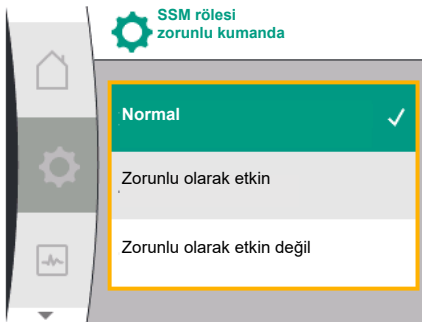 SSM rölesi
zorunlu kumanda
Normal
Zorunlu olarak etkin
Zorunlu olarak etkin değil